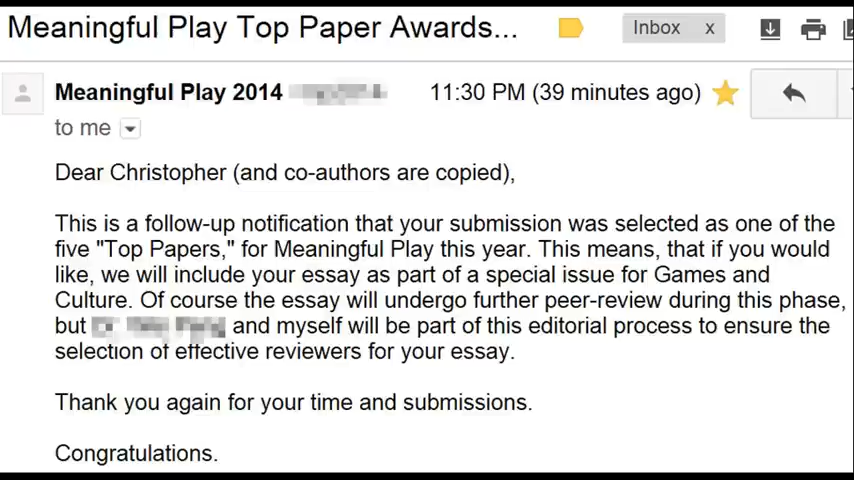 Meaningful Play Top Paper Awards...
Inbox x
Meaningful Play 2014
11:30 PM (39 minutes ago)
to me
Dear Christopher (and co-authors are copied),
This is a follow-up notification that your submission was selected as one of the
five "Top Papers," for Meaningful Play this year. This means, that if you would
like, we will include your essay as part of a special issue for Games and
Culture. Of course the essay will undergo further peer-review during this phase,
but and myself will be part of this editorial process to ensure the
selection of effective reviewers for your essay.
Thank you again for your time and submissions.
Congratulations.